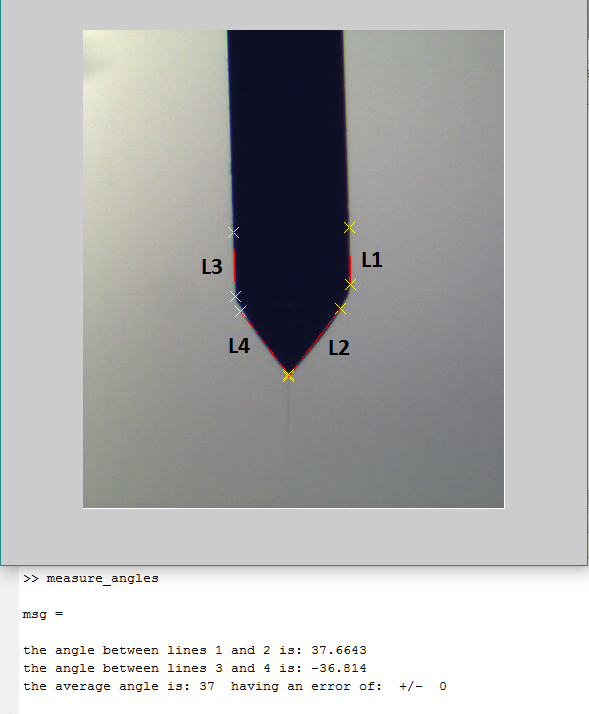 L3
L1
L4
L2
>> measure_angles
msg =
the angle between lines 1 and 2 is: 37.6643
the angle between lines 3 and 4 is: -36.814
the average angle is: 37  having an error of:  +/-  0